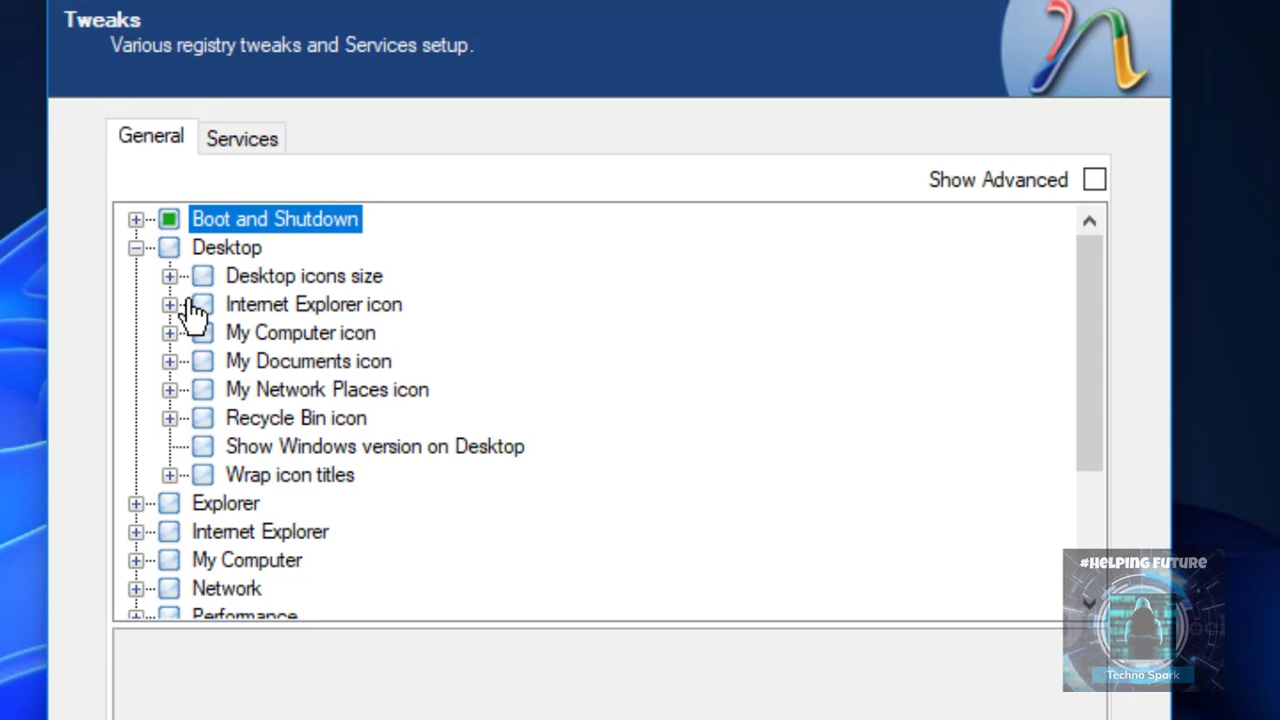 Tweaks
Various registry tweaks and Services setup.
General
Services
Show Advanced
Boot and Shutdown
Desktop
Desktop icons size
Internet Explorer icon
My Computer icon
My Documents icon
My Network Places icon
Recycle Bin icon
Show Windows version on Desktop
Wrap icon titles
Explorer
Internet Explorer
My Computer
Network
Performance
#HELPING FUTURE
Techno Spark